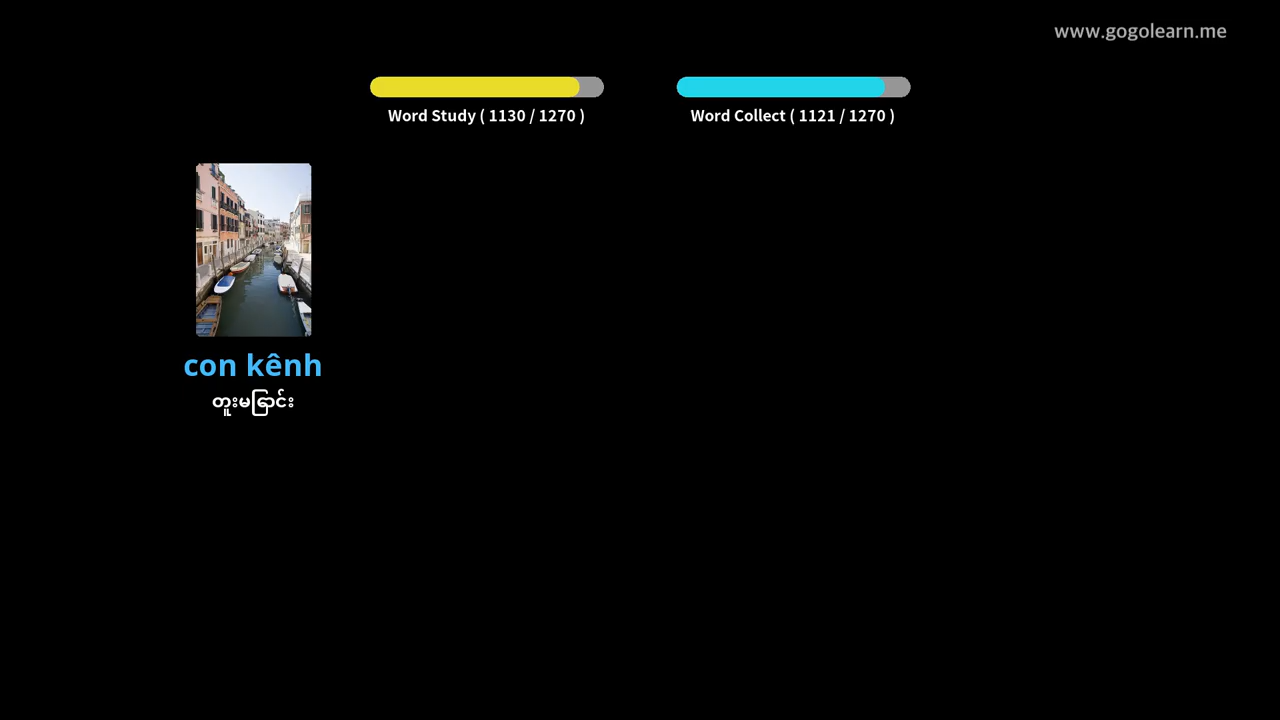 www.gogolearn.me
Word Study ( 1130 / 1270 )
Word Collect ( 1121 / 1270 )
con kênh
တူးမြောင်း